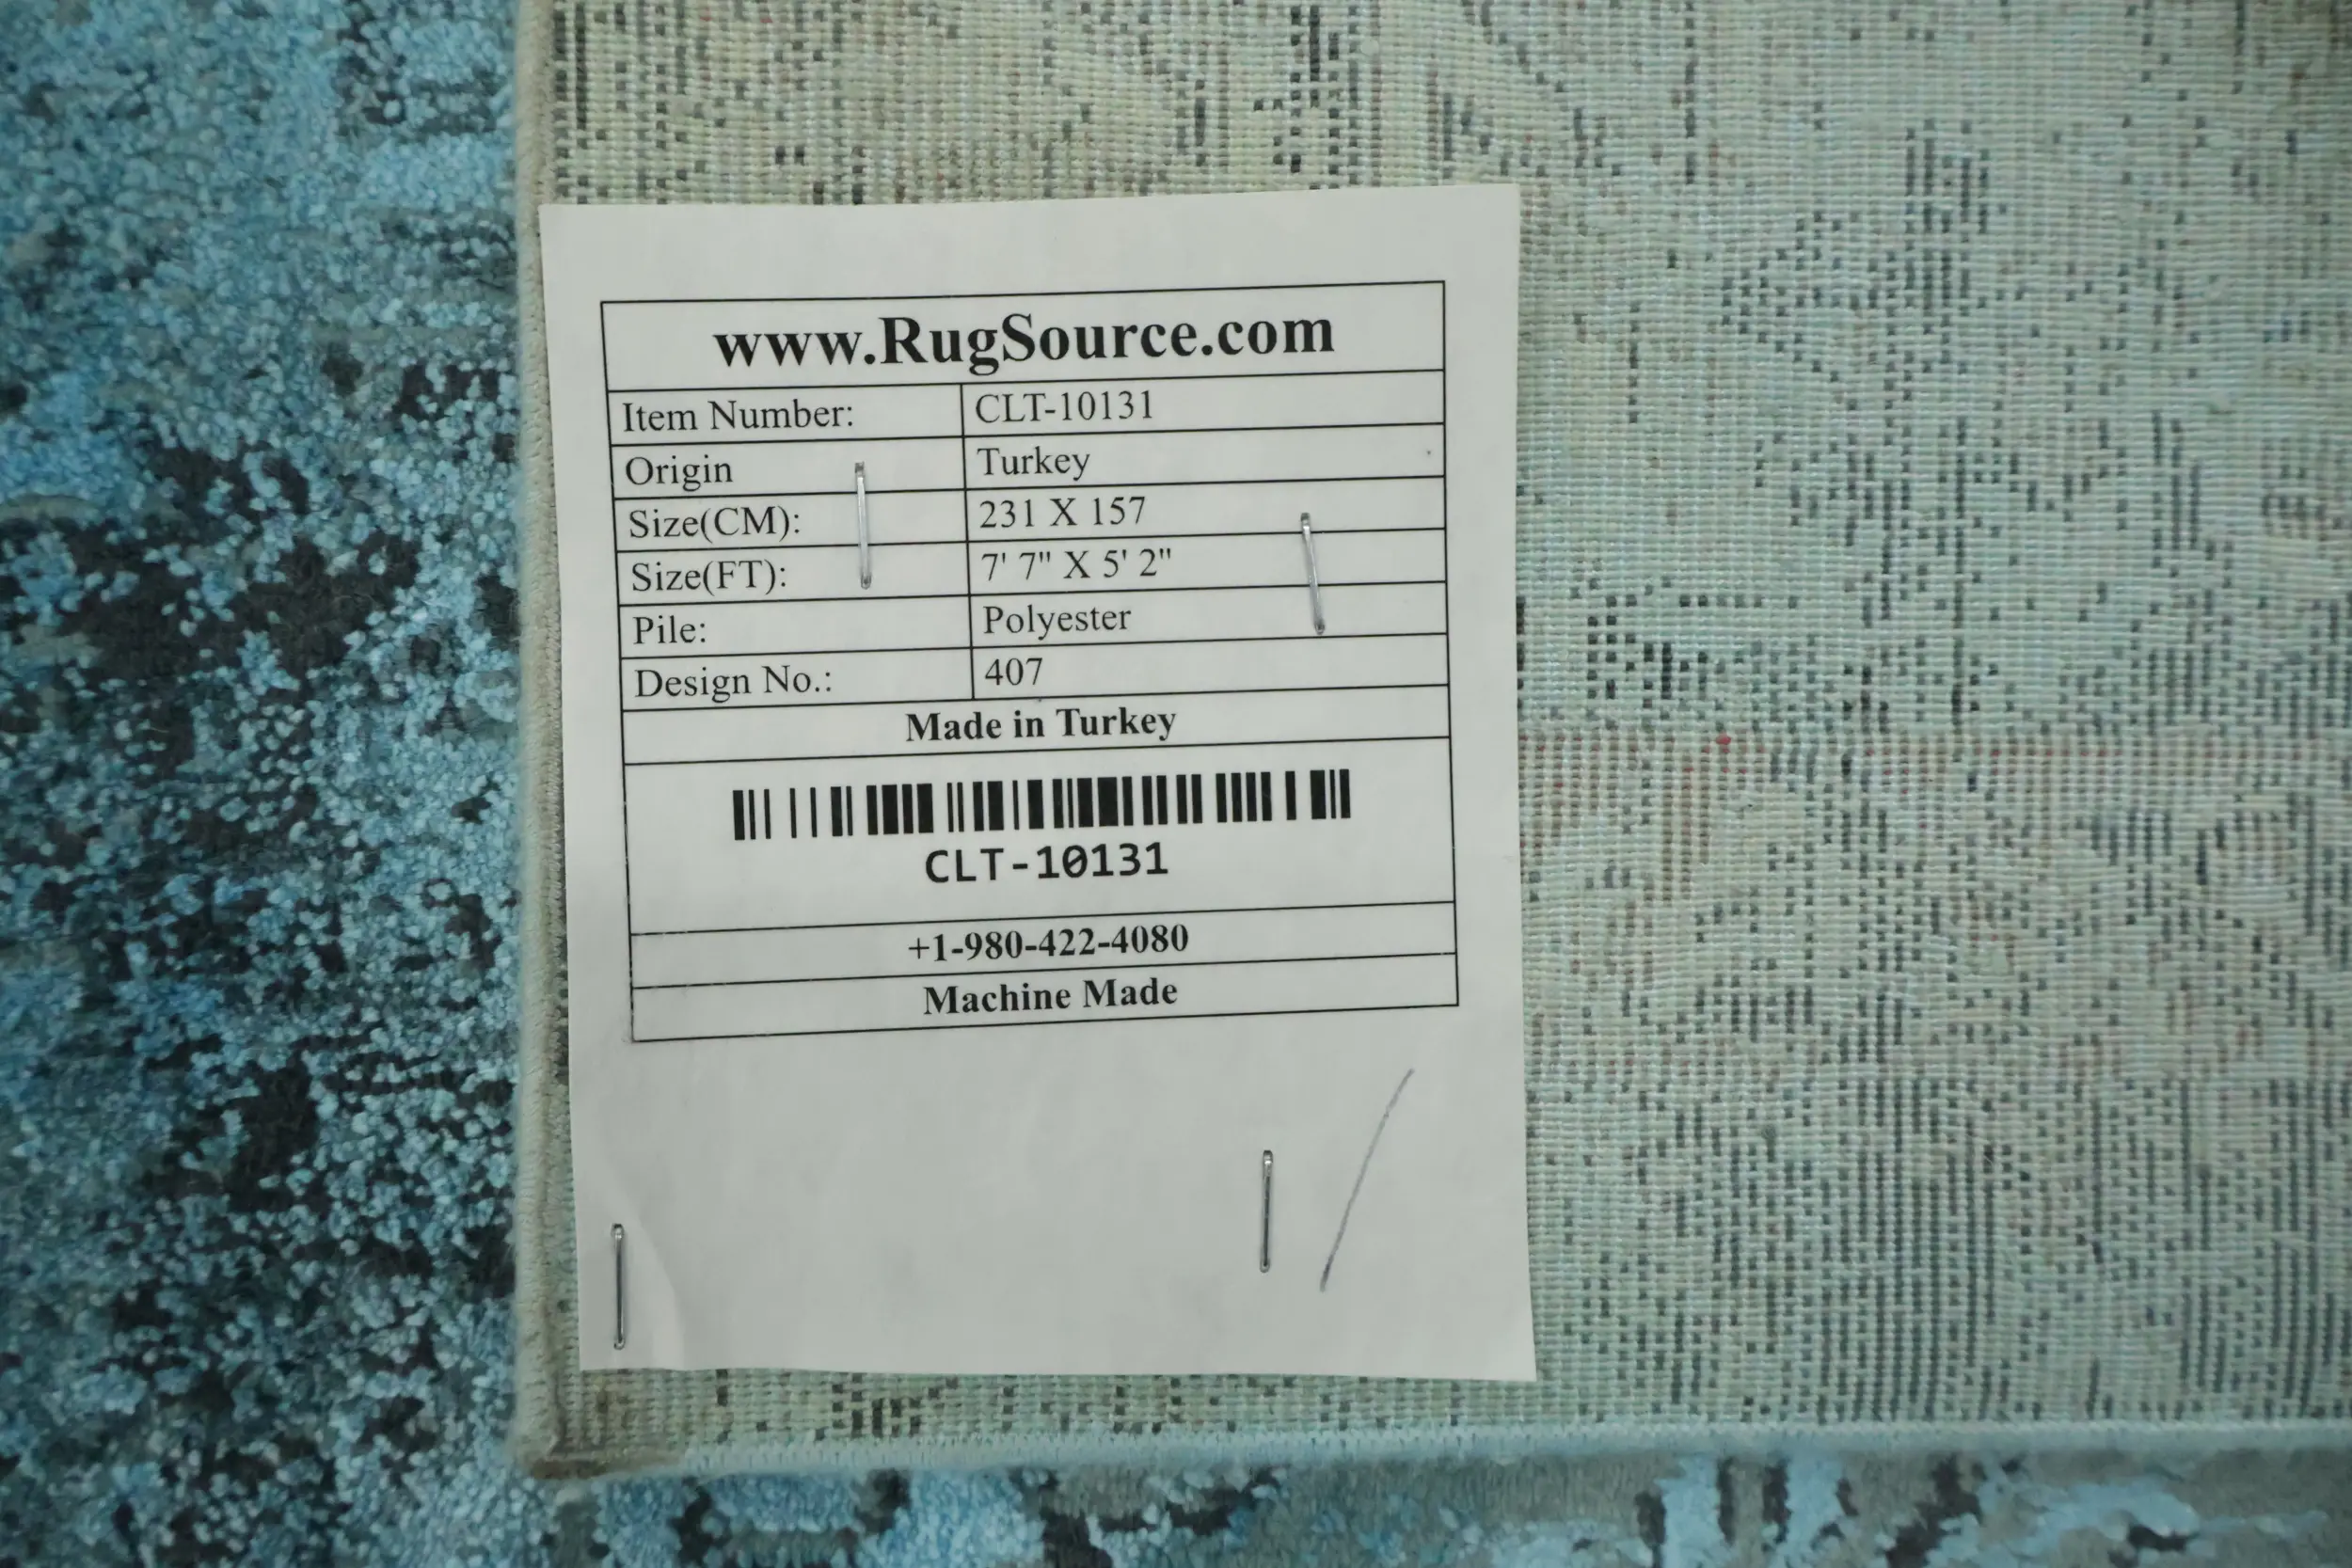 www.RugSource.com
Item Number: CLT-10131
Origin Turkey
Size(CM): 231 X 157
Size(FT): 7' 7" X 5' 2"
Pile: Polyester
Design No.: 407
Made in Turkey
CLT-10131
+1-980-422-4080
Machine Made